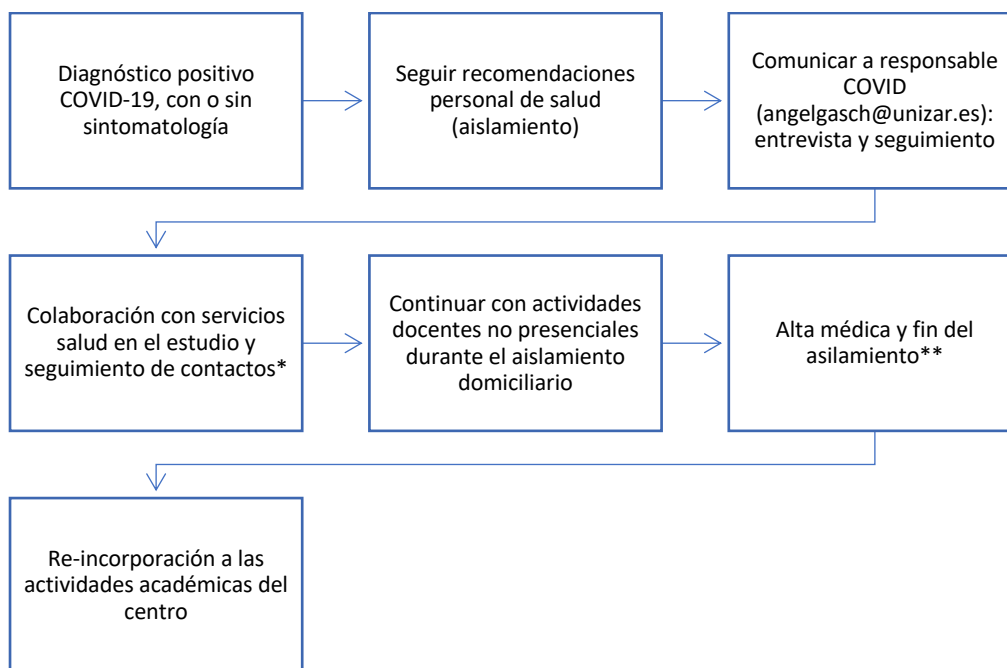 Diagnóstico positivo
COVID-19, con o sin
sintomatología
Seguir recomendaciones
personal de salud
(aislamiento)
Comunicar a responsable
COVID
(angelgasch@unizar.es):
entrevista y seguimiento
Colaboración con servicios
salud en el estudio y
seguimiento de contactos*
Continuar con actividades
docentes no presenciales
durante el aislamiento
domiciliario
Alta médica y fin del
asilamiento**
Re-incorporación a las
actividades académicas del
centro